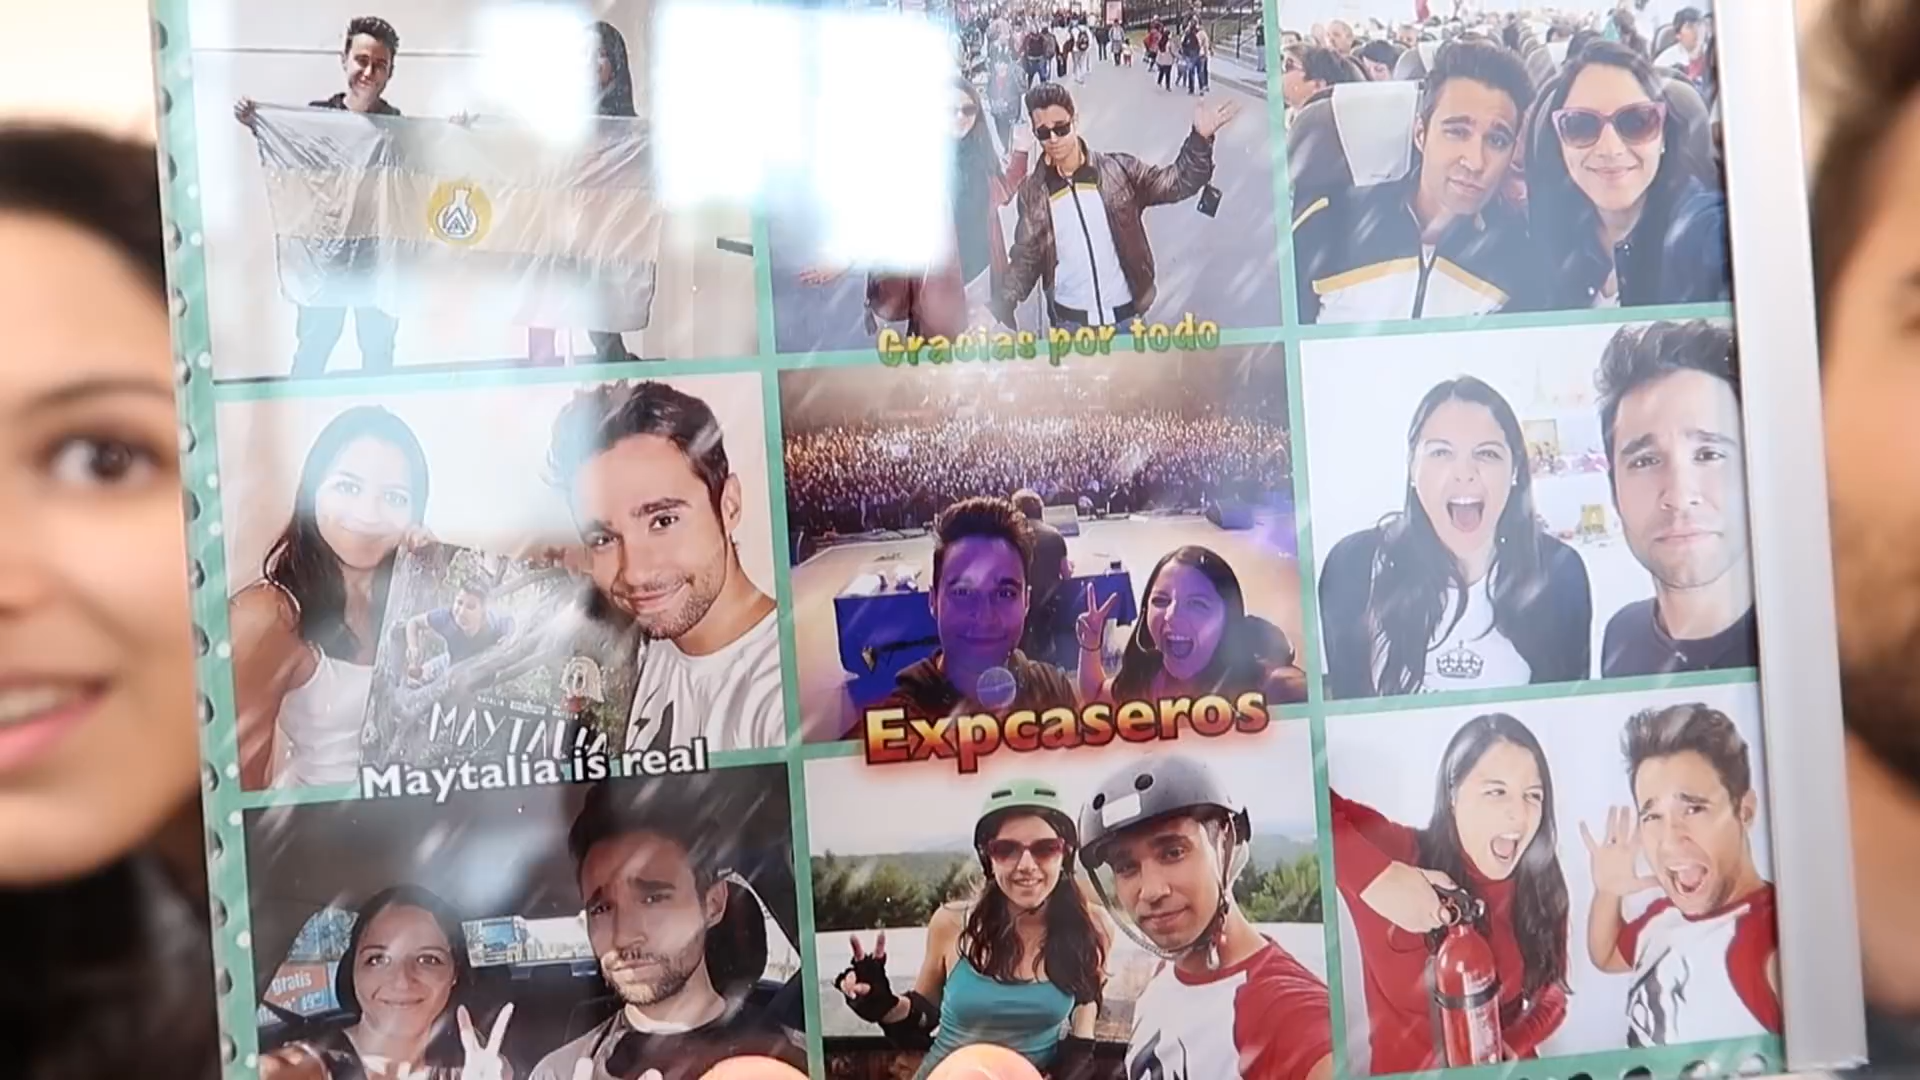 Gracias por todo
MAYTALIA
Maytalia is real
Expcaseros
gratis